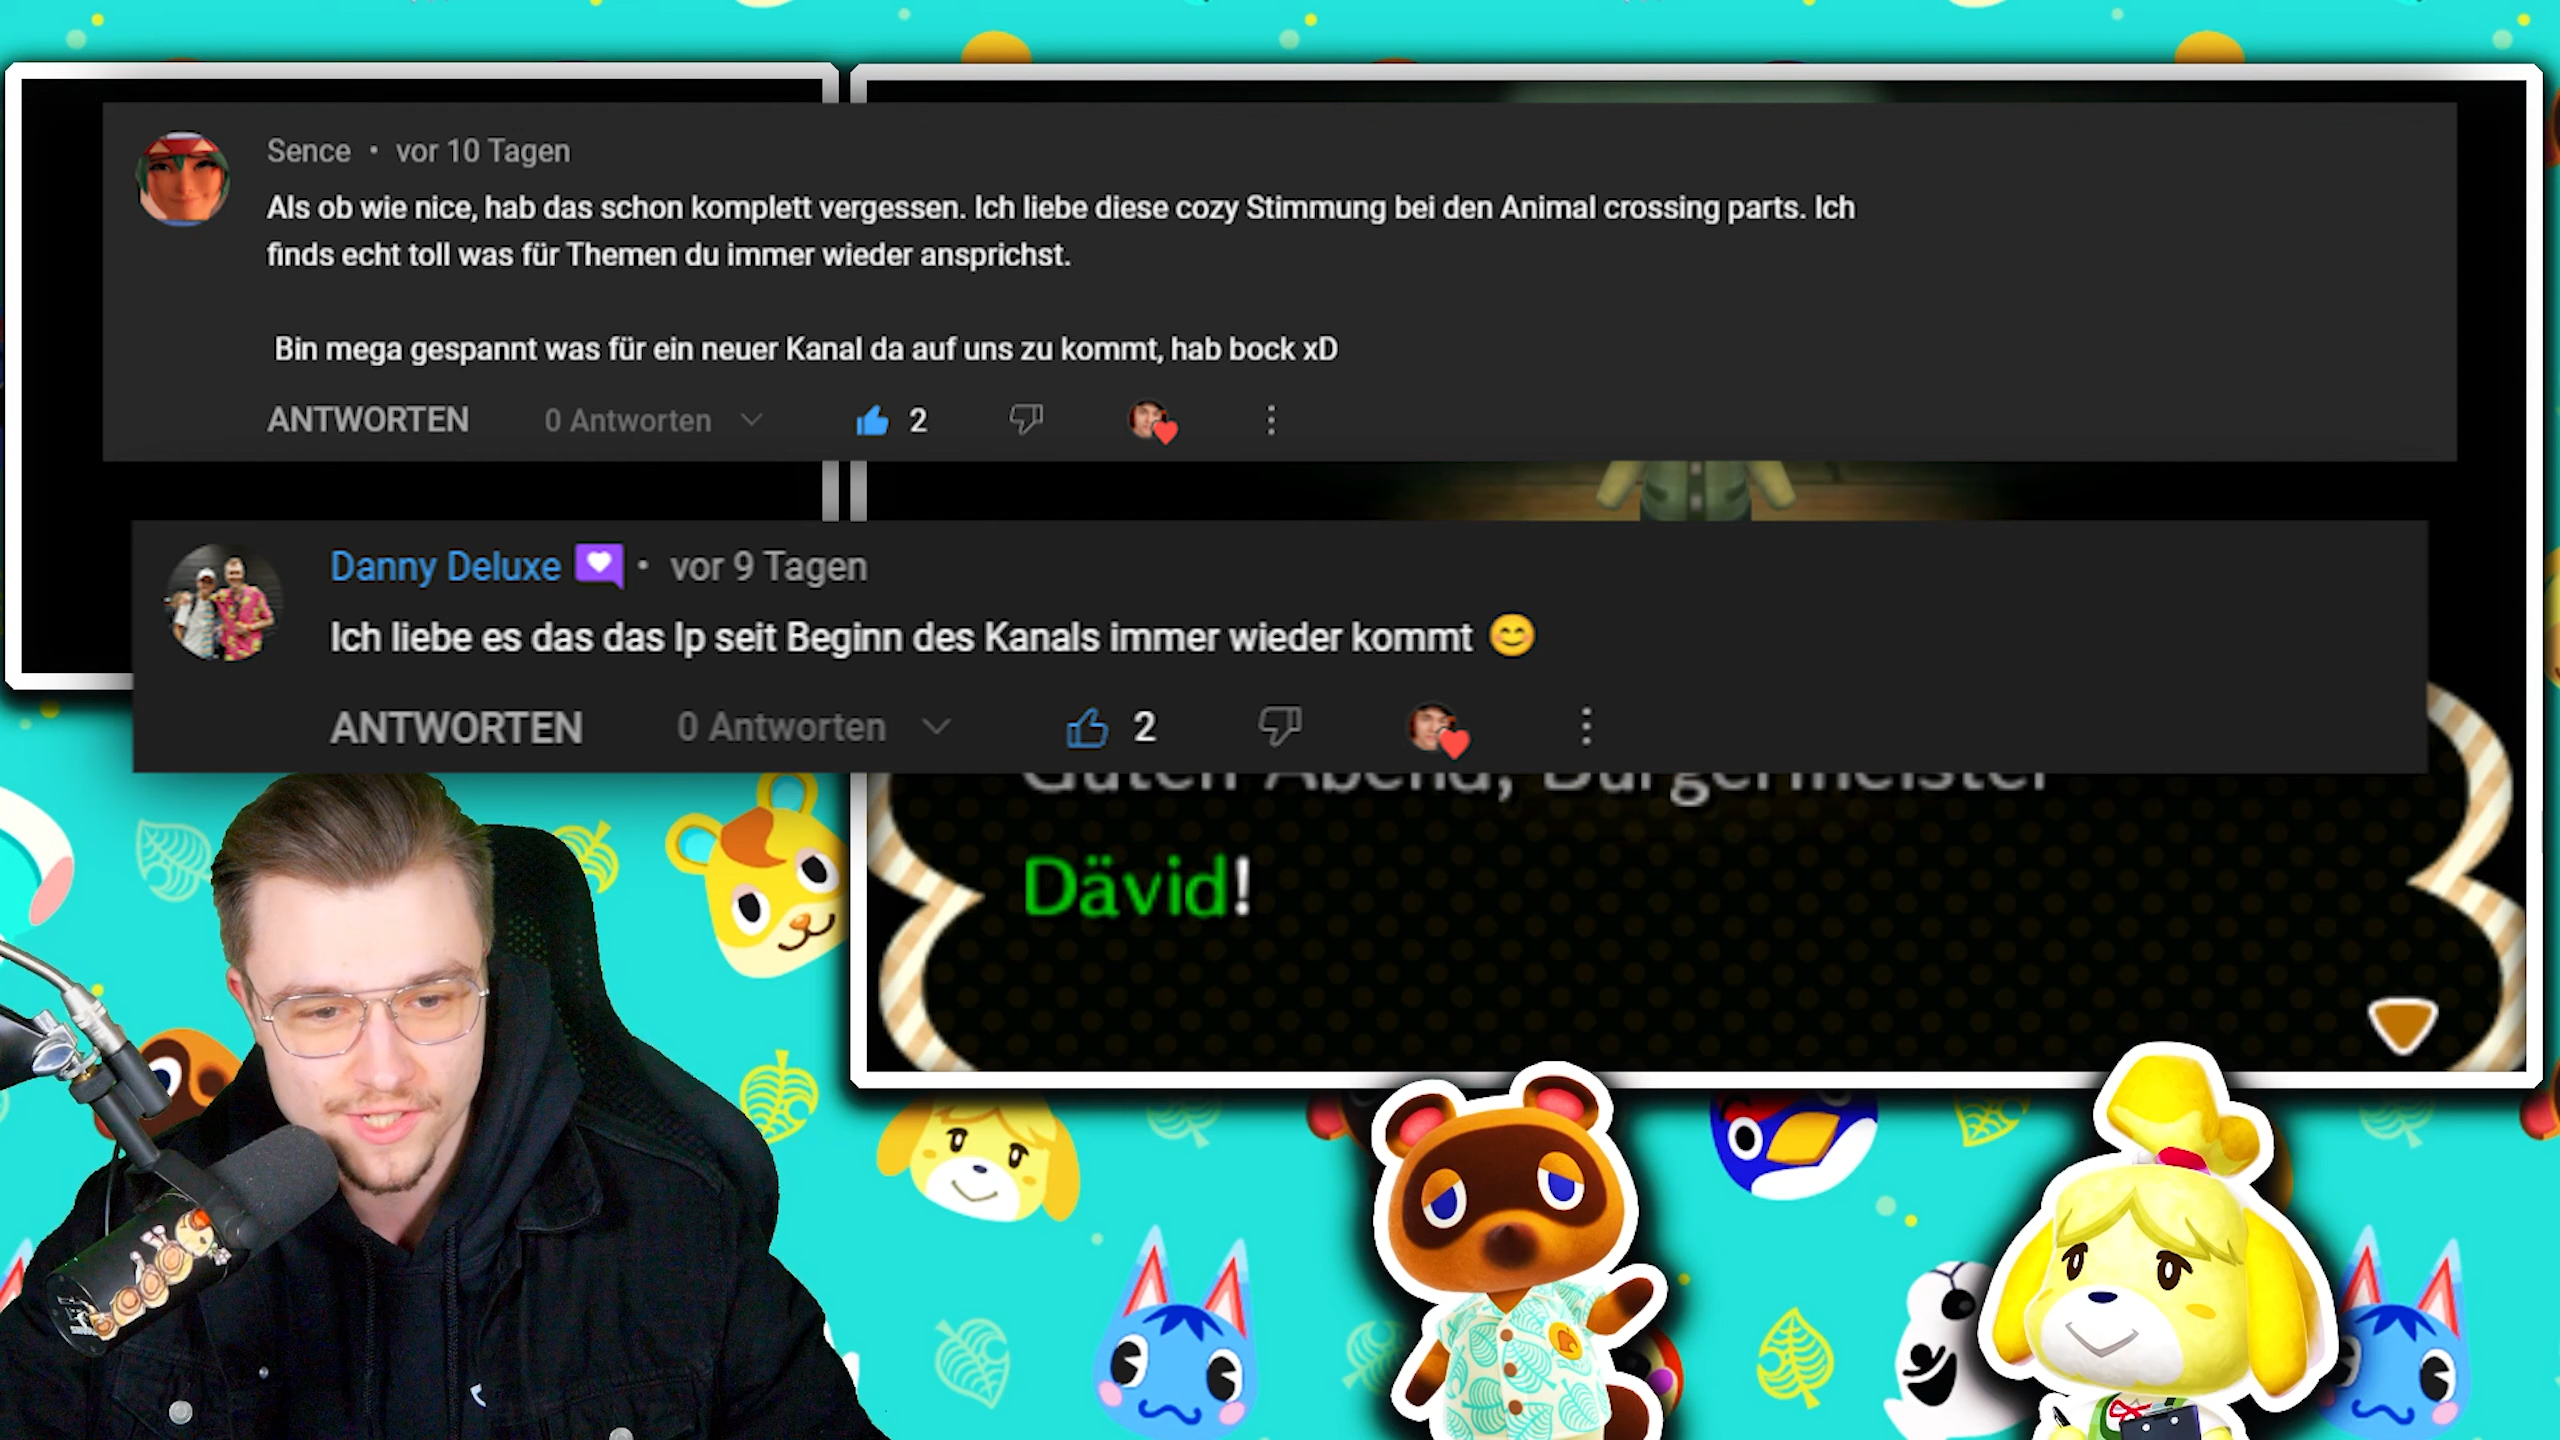 Sence • vor 10 Tagen
Als ob wie nice, hab das schon komplett vergessen. Ich liebe diese cozy Stimmung bei den Animal crossing parts. Ich
finds echt toll was für Themen du immer wieder ansprichst.
Bin mega gespannt was für ein neuer Kanal da auf uns zu kommt, hab bock xD
ANTWORTEN 0 Antworten 2
Danny Deluxe • vor 9 Tagen
Ich liebe es das das lp seit Beginn des Kanals immer wieder kommt 😊
ANTWORTEN 0 Antworten 2
Guten Abend, Bürgermeister
Dävid!